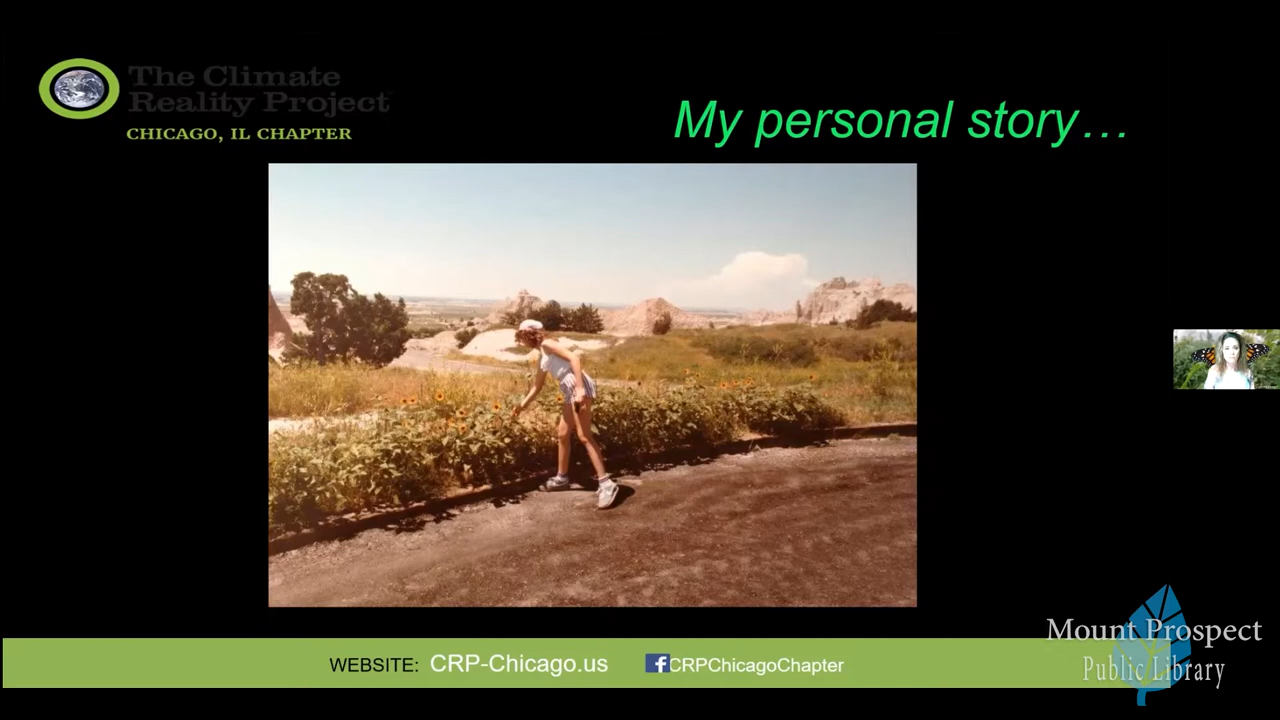 The Climate
Reality Project
CHICAGO, IL CHAPTER
My personal story…
WEBSITE: CRP-Chicago.us
CRPChicagoChapter
Mount Prospect
Public Library